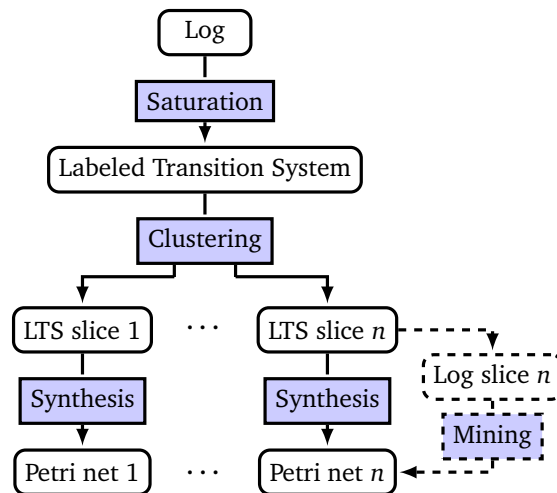 Log
Saturation
Labeled Transition System
Clustering
LTS slice 1 ... LTS slice n
Log slice n
Synthesis Synthesis
Mining
Petri net 1 ... Petri net n